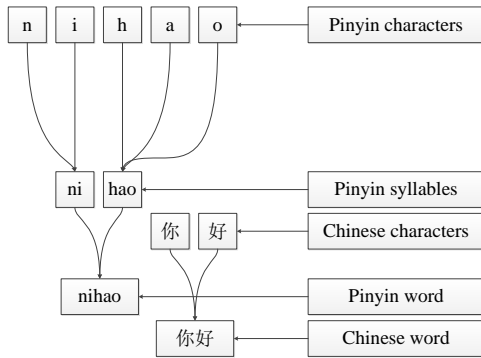 n i h a o Pinyin characters
ni hao Pinyin syllables
你 好 Chinese characters
nihao Pinyin word
你好 Chinese word